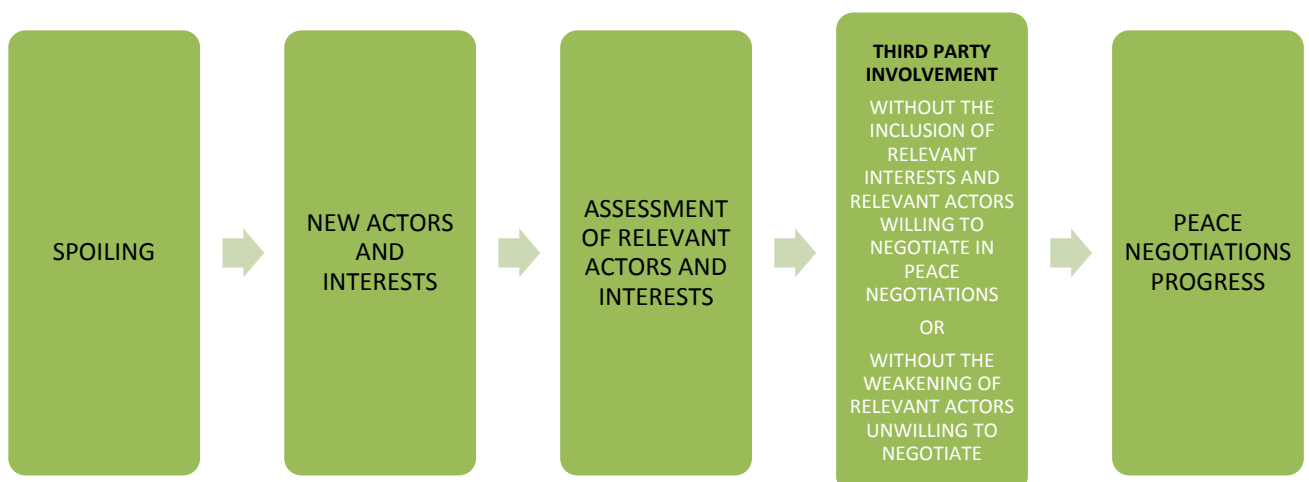 SPOILING
NEW ACTORS
AND
INTERESTS
ASSESSMENT
OF RELEVANT
ACTORS AND
INTERESTS
THIRD PARTY
INVOLVEMENT
WITHOUT THE
INCLUSION OF
RELEVANT
INTERESTS AND
RELEVANT ACTORS
WILLING TO
NEGOTIATE IN
PEACE
NEGOTIATIONS
OR
WITHOUT THE
WEAKENING OF
RELEVANT ACTORS
UNWILLING TO
NEGOTIATE
PEACE
NEGOTIATIONS
PROGRESS